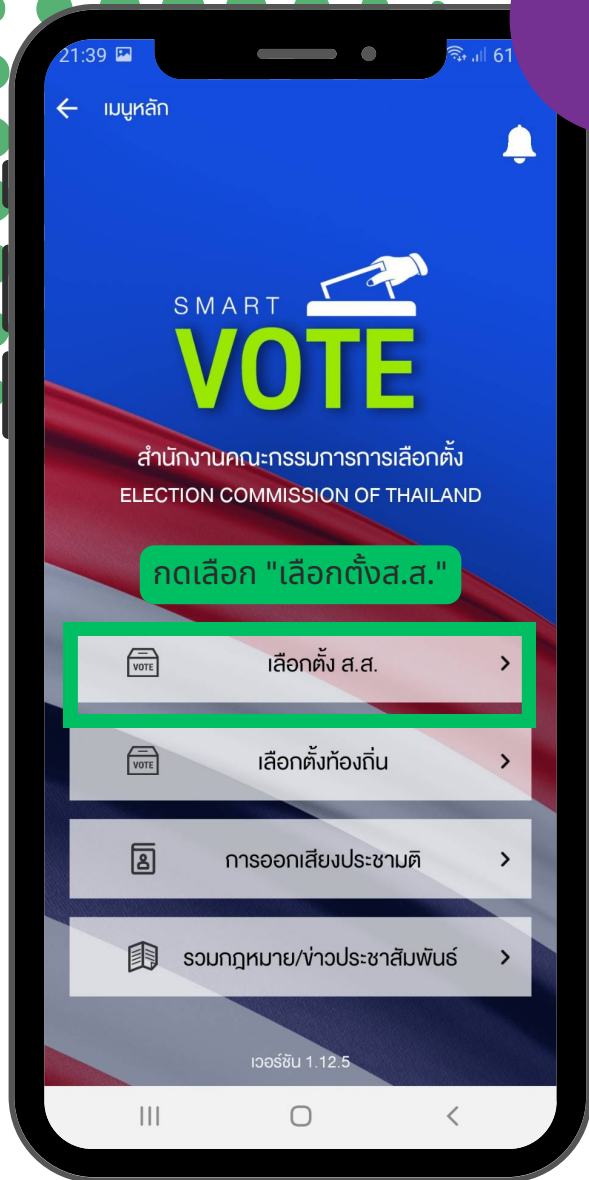 21:39
61
เมนูหลัก
SMART
VOTE
สำนักงานคณะกรรมการการเลือกตั้ง
ELECTION COMMISSION OF THAILAND
กดเลือก "เลือกตั้งส.ส."
VOTE เลือกตั้ง ส.ส.
VOTE เลือกตั้งท้องถิ่น
การออกเสียงประชามติ
รวมกฎหมาย/ข่าวประชาสัมพันธ์
เวอร์ชัน 1.12.5